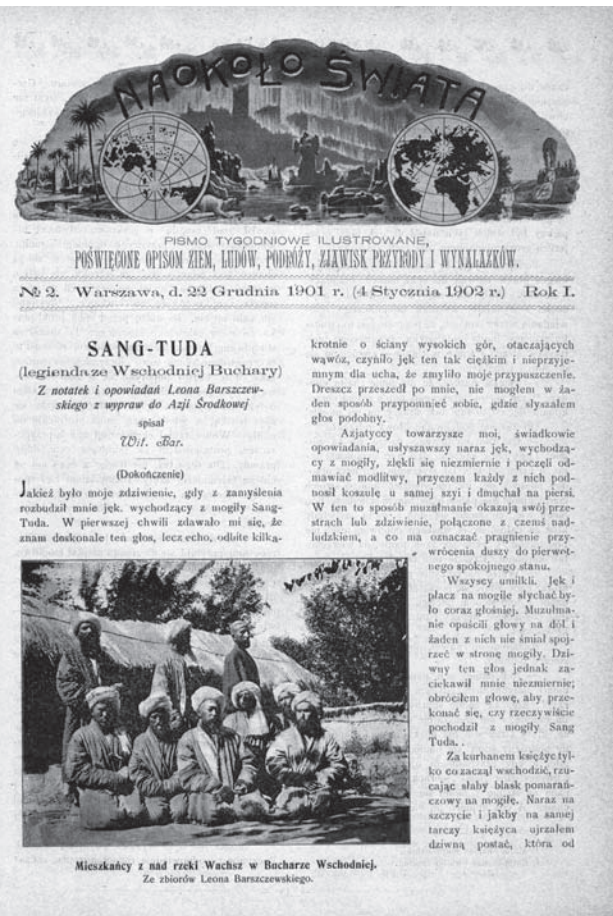 NAOKOŁO ŚWIATA
PISMO TYGODNIOWE ILUSTROWANE,
POŚWIĘCONE OPISOM ZIEM, LUDÓW, PODRÓŻY, ZJAWISK PRZYRODY I WYNALAZKÓW.
№ 2. Warszawa, d. 22 Grudnia 1901 r. (4 Stycznia 1902 r.) Rok I.
SANG-TUDA
(legienda ze Wschodniej Buchary)
Z notatek i opowiadań Leona Barszczew-
skiego z wypraw do Azji Środkowej
spisał
Wit. Bar.
(Dokończenie)
Jakież było moje zdziwienie, gdy z zamyślenia
rozbudził mnie jęk. wychodzący z mogiły Sang-
Tuda. W pierwszej chwili zdawało mi się, że
znam doskonale ten głos, lecz echo, odbite kilka-
krotnie o ściany wysokich gór, otaczających
wąwóz, czyniło jęk ten tak ciężkim i nieprzyje-
mnym dla ucha, że zmyliło moje przypuszczenie.
Dreszcz przeszedł po mnie, nie mogłem w ża-
den sposób przypomnieć sobie, gdzie słyszałem
głos podobny.
Azjatyccy towarzysze moi, świadkowie
opowiadania, usłyszawszy naraz jęk, wychodzą-
cy z mogiły, zlękli się niezmiernie i poczęli od-
mawiać modlitwy, przyczem każdy z nich pod-
nosił koszulę u samej szyi i dmuchał na piersi.
W ten to sposób muzułmanie okazują swój prze-
strach lub zdziwienie, połączone z czemś nad-
ludzkiem, a co ma oznaczać pragnienie przy-
wrócenia duszy do pierwot-
nego spokojnego stanu.
Wszyscy umilkli. Jęk i
płacz na mogile słychać by-
ło coraz głośniej. Muzułma-
nie opuścili głowy na dół i
żaden z nich nie śmiał spoj-
rzeć w stronę mogiły. Dzi-
wny ten głos jednak za-
ciekawił mnie niezmiernie;
obróciłem głowę, aby prze-
konać się, czy rzeczywiście
pochodził z mogiły Sang
Tuda. .
Za kurhanem księżyc tyl-
ko co zaczął wschodzić, rzu-
cając słaby blask pomarań-
czowy na mogiłę. Naraz na
szczycie i jakby na samej
tarczy księżyca ujrzałem
dziwną postać, która od
Mieszkańcy z nad rzeki Wachsz w Bucharze Wschodniej.
Ze zbiorów Leona Barszczewskiego.